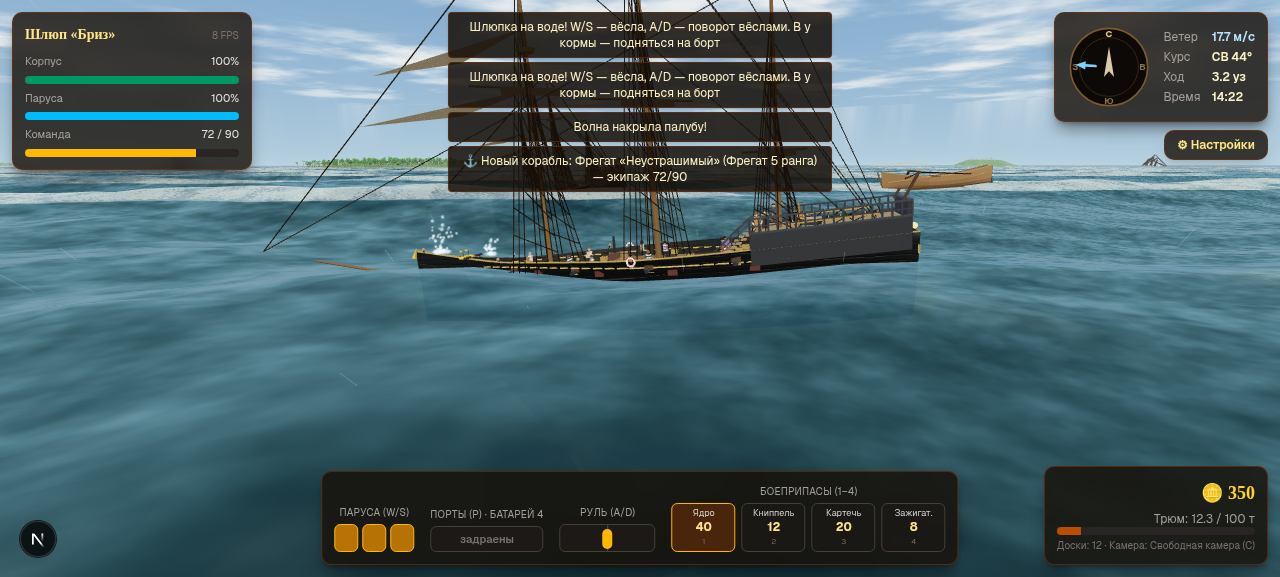 Шлюп «Бриз»
8 FPS
Корпус
100%
Паруса
100%
Команда
72 / 90
Шлюпка на воде! W/S — вёсла, A/D — поворот вёслами. В у
кормы — подняться на борт
Шлюпка на воде! W/S — вёсла, A/D — поворот вёслами. В у
кормы — подняться на борт
Волна накрыла палубу!
⚓ Новый корабль: Фрегат «Неустрашимый» (Фрегат 5 ранга)
— экипаж 72/90
С
З
В
Ю
Ветер
17.7 м/с
Курс
СВ 44°
Ход
3.2 уз
Время
14:22
⚙ Настройки
ПАРУСА (W/S)
ПОРТЫ (P) · БАТАРЕЙ 4
задраены
РУЛЬ (A/D)
БОЕПРИПАСЫ (1–4)
Ядро
40
1
Книппель
12
2
Картечь
20
3
Зажигат.
8
4
350
Трюм: 12.3 / 100 т
Доски: 12 · Камера: Свободная камера (C)
N